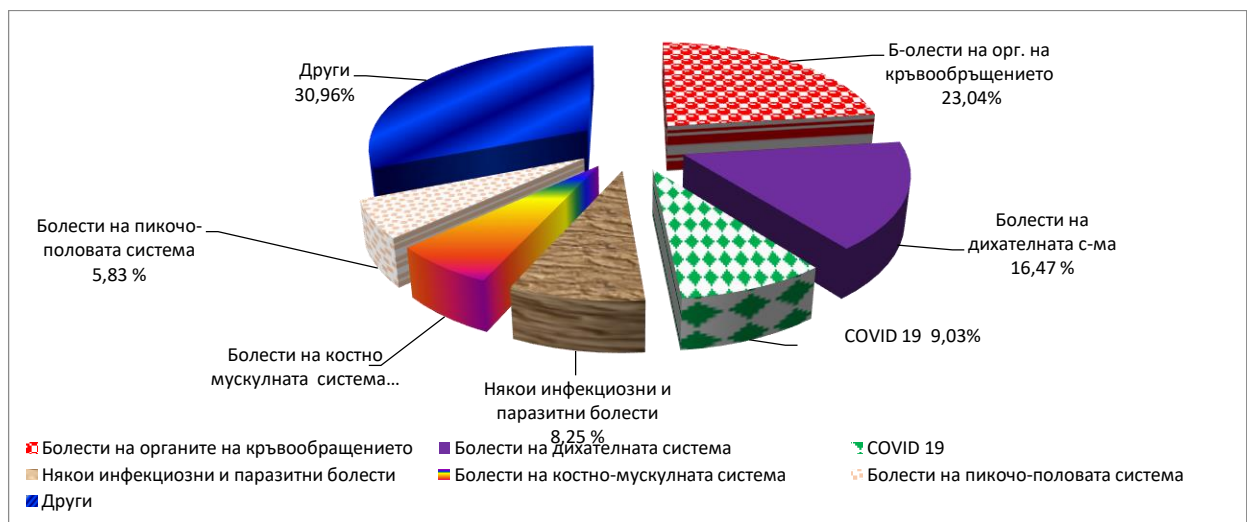 Други
30,96%
Б-олести на орг. на
кръвообръщението
23,04%
Болести на
дихателната с-ма
16,47 %
COVID 19 9,03%
Някои инфекциозни и
паразитни болести
8,25 %
Болести на костно
мускулната система...
Болести на пикочо-
половата система
5,83 %
Болести на органите на кръвообращението
Болести на дихателната система
COVID 19
Някои инфекциозни и паразитни болести
Болести на костно-мускулната система
Болести на пикочо-половата система
Други